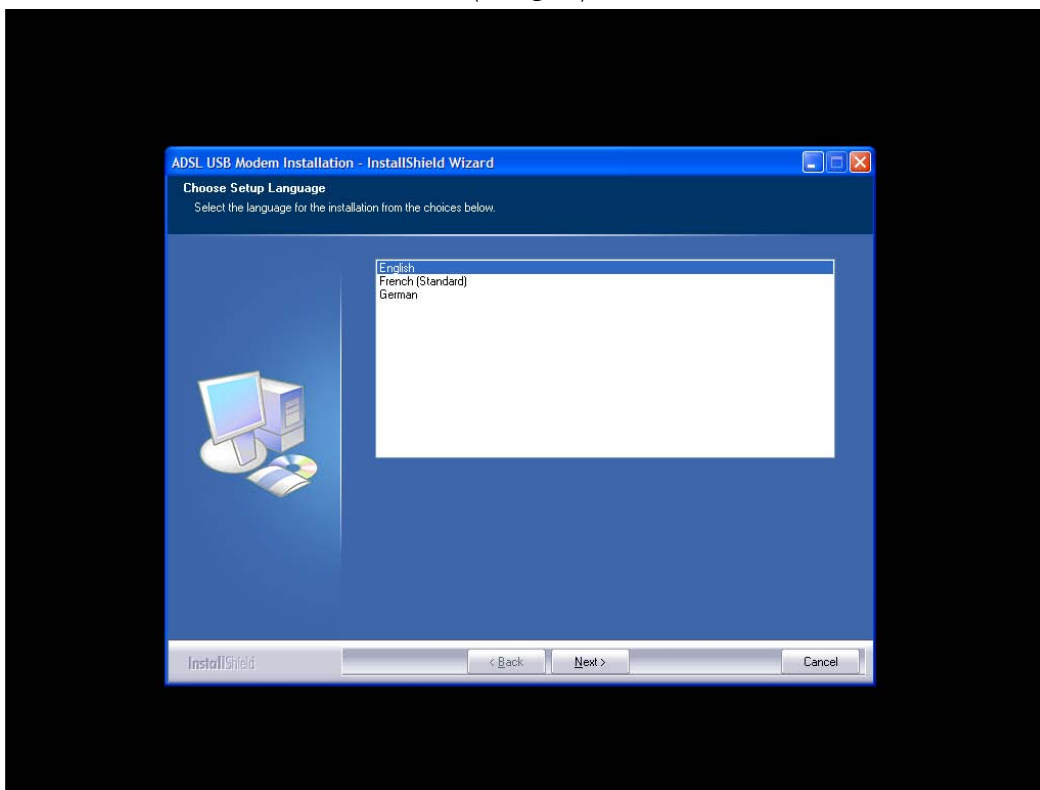 ADSL USB Modem Installation - InstallShield Wizard
Choose Setup Language
Select the language for the installation from the choices below.
English
French (Standard)
German
InstallShield
< Back
Next >
Cancel